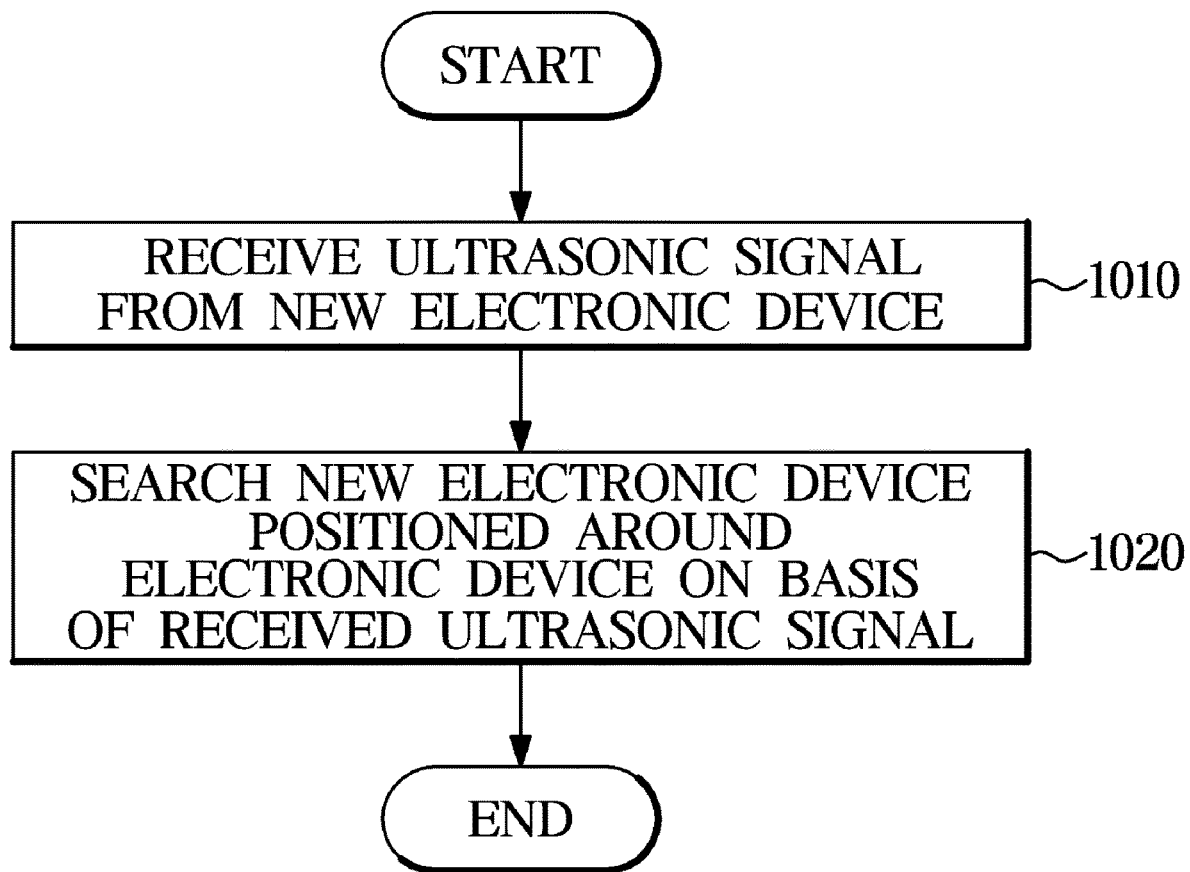 START
RECEIVE ULTRASONIC SIGNAL
FROM NEW ELECTRONIC DEVICE
1010
SEARCH NEW ELECTRONIC DEVICE
POSITIONED AROUND
ELECTRONIC DEVICE ON BASIS
OF RECEIVED ULTRASONIC SIGNAL
1020
END